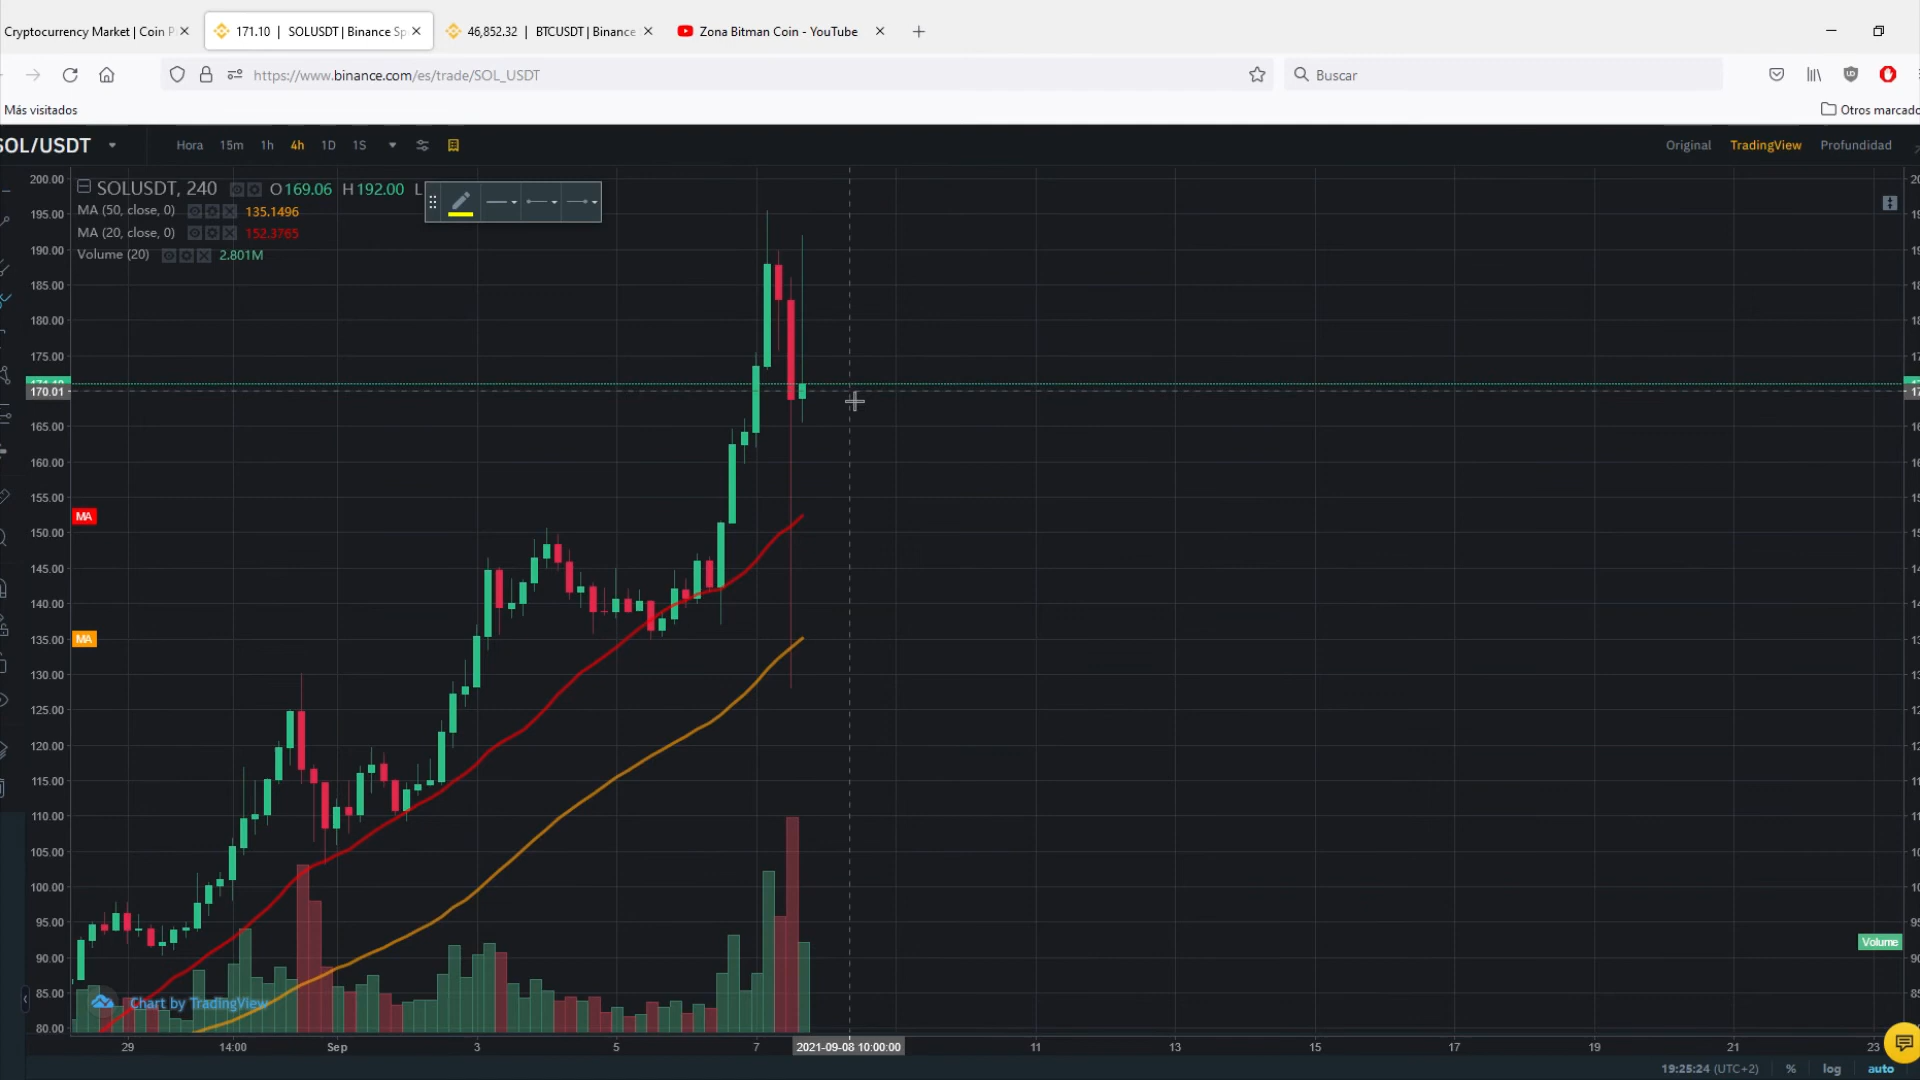 Cryptocurrency Market | Coin P
171.10 | SOLUSDT | Binance Sp
46,852.32 | BTCUSDT | Binance
Zona Bitman Coin - YouTube
https://www.binance.com/es/trade/SOL_USDT
Buscar
Más visitados
Otros marcado
SOL/USDT
Hora 15m 1h 4h 1D 1S
Original TradingView Profundidad
SOLUSDT, 240 O 169.06 H 192.00 L
MA (50, close, 0) 135.1496
MA (20, close, 0) 152.3765
Volume (20) 2.801M
200.00
195.00
190.00
185.00
180.00
175.00
170.01
165.00
160.00
155.00
MA
150.00
145.00
140.00
135.00
MA
130.00
125.00
120.00
115.00
110.00
105.00
100.00
95.00
Volume
90.00
85.00
Chart by TradingView
80.00
29 14:00 Sep 3 5 7 2021-09-08 10:00:00 11 13 15 17 19 21 23
19:25:24 (UTC+2) % log auto